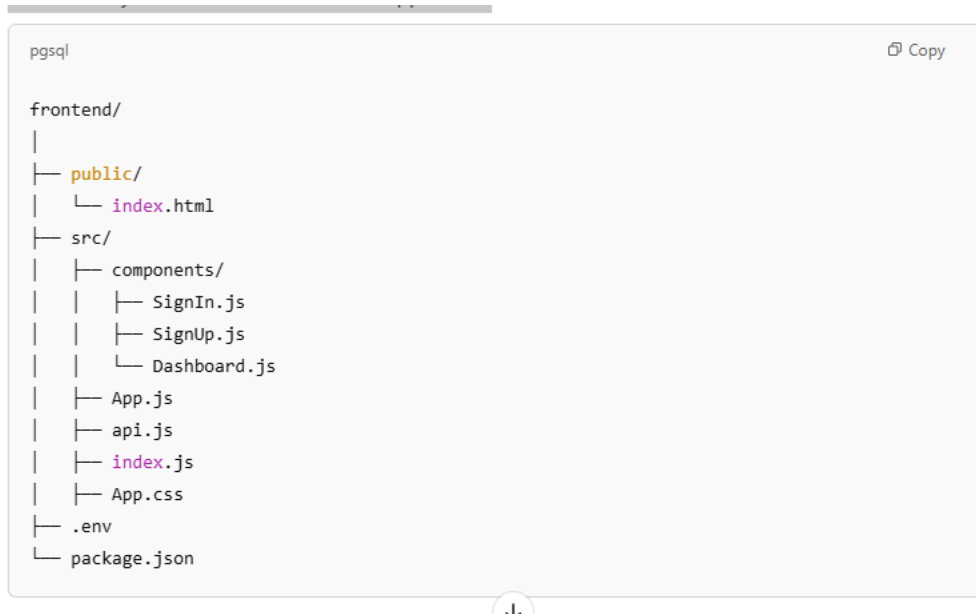 pgsql
Copy
frontend/
│
├── public/
│   └── index.html
├── src/
│   ├── components/
│   │   ├── SignIn.js
│   │   ├── SignUp.js
│   │   └── Dashboard.js
│   ├── App.js
│   ├── api.js
│   ├── index.js
│   ├── App.css
├── .env
└── package.json